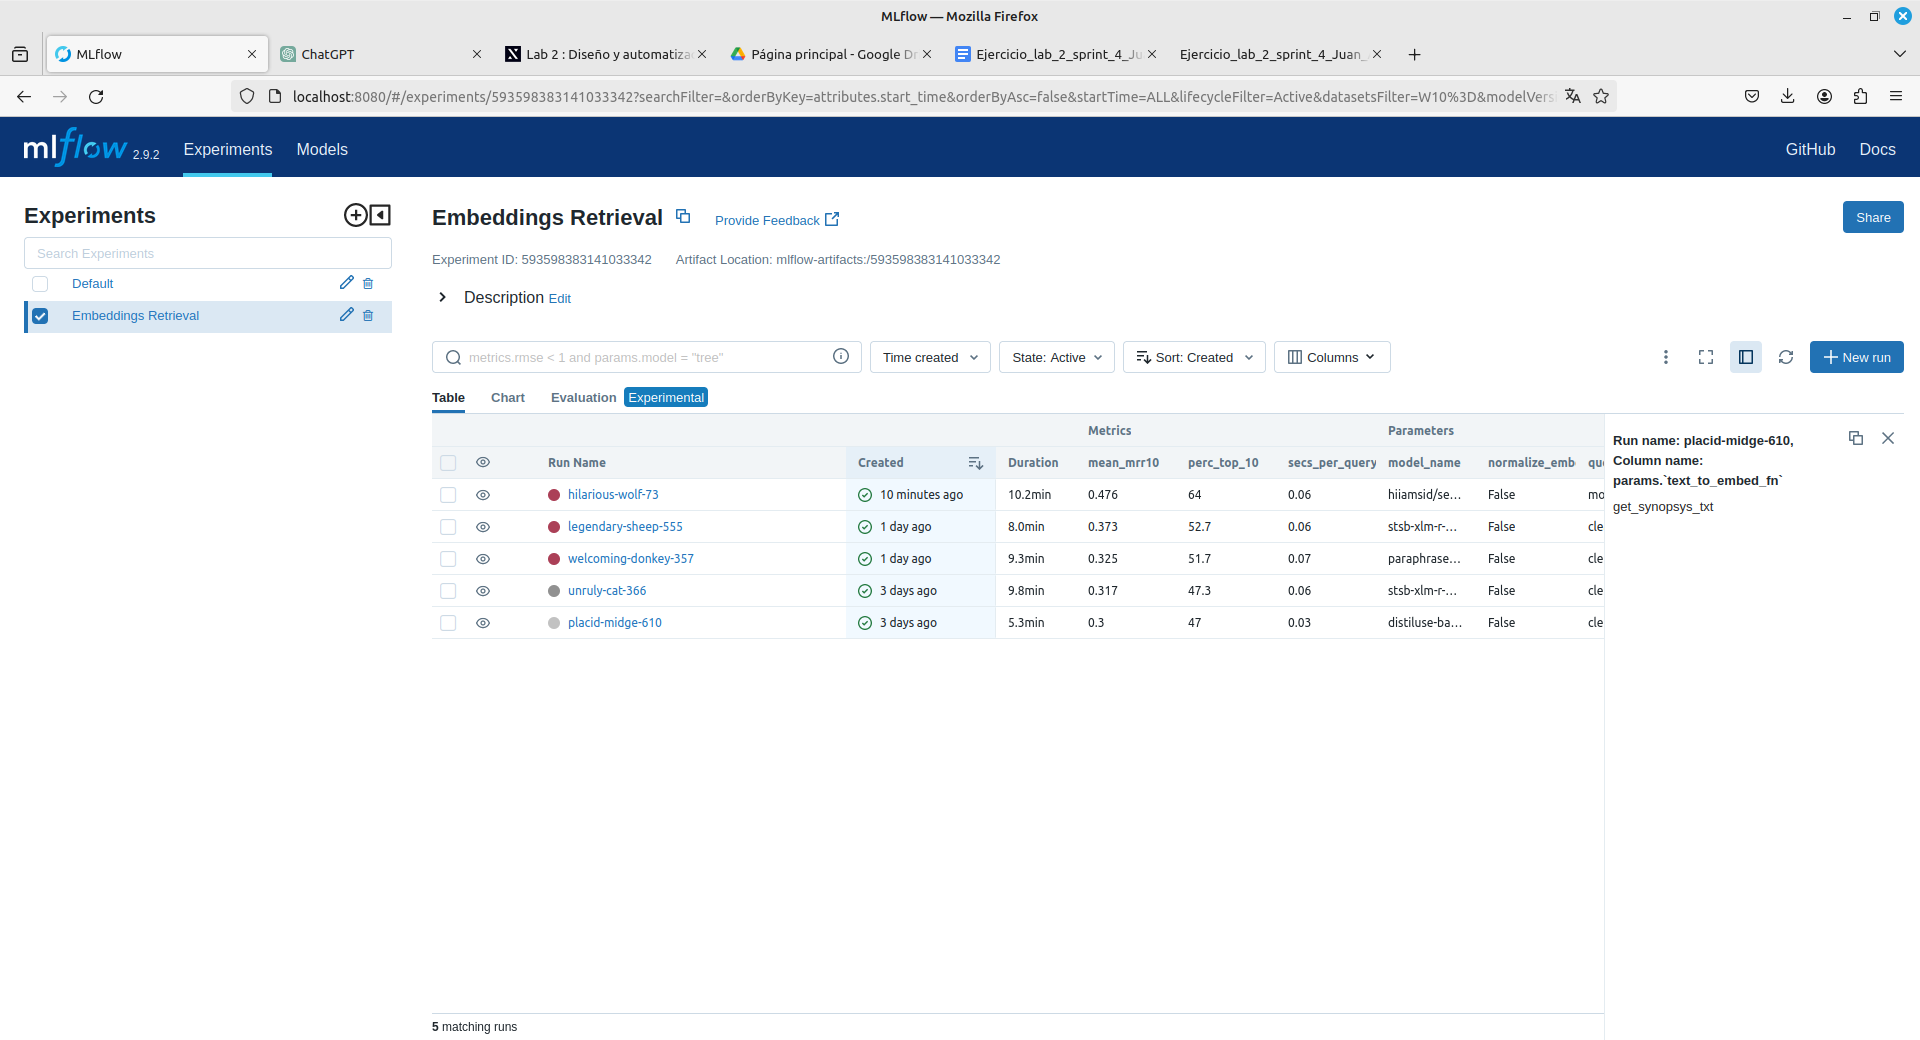 MLflow — Mozilla Firefox
MLflow
ChatGPT
Lab 2 : Diseño y automatiza
Página principal - Google Dr
Ejercicio_lab_2_sprint_4_Ju
Ejercicio_lab_2_sprint_4_Juan_
localhost:8080/#/experiments/593598383141033342?searchFilter=&orderByKey=attributes.start_time&orderByAsc=false&startTime=ALL&lifecycleFilter=Active&datasetsFilter=W10%3D&modelVers
mlflow 2.9.2 Experiments Models GitHub Docs
Experiments
Search Experiments
Default
Embeddings Retrieval
Embeddings Retrieval Provide Feedback Share
Experiment ID: 593598383141033342 Artifact Location: mlflow-artifacts:/593598383141033342
Description Edit
metrics.rmse < 1 and params.model = "tree" Time created State: Active Sort: Created Columns New run
Table Chart Evaluation Experimental
Metrics Parameters
Run Name Created Duration mean_mrr10 perc_top_10 secs_per_query model_name normalize_emb que
hilarious-wolf-73 10 minutes ago 10.2min 0.476 64 0.06 hiiamsid/se... False mo
legendary-sheep-555 1 day ago 8.0min 0.373 52.7 0.06 stsb-xlm-r-... False cle
welcoming-donkey-357 1 day ago 9.3min 0.325 51.7 0.07 paraphrase... False cle
unruly-cat-366 3 days ago 9.8min 0.317 47.3 0.06 stsb-xlm-r-... False cle
placid-midge-610 3 days ago 5.3min 0.3 47 0.03 distiluse-ba... False cle
Run name: placid-midge-610,
Column name:
params.`text_to_embed_fn`
get_synopsys_txt
5 matching runs